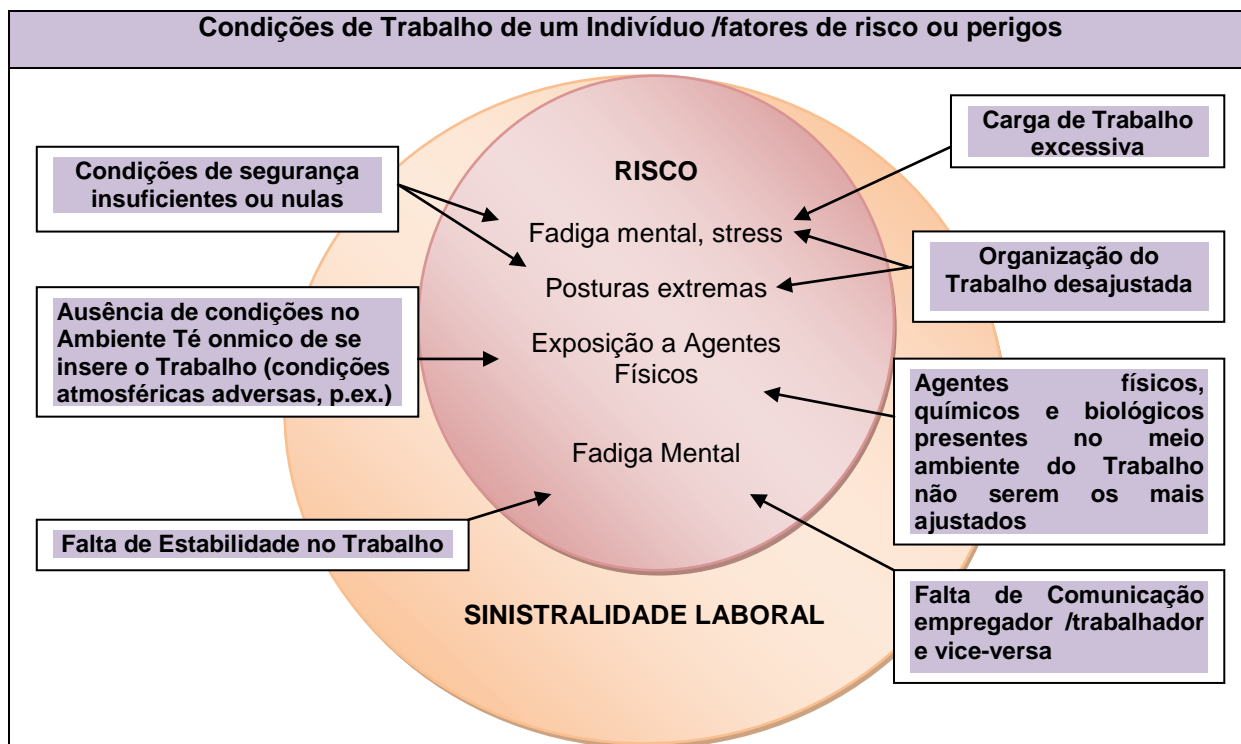 Condições de Trabalho de um Indivíduo /fatores de risco ou perigos
Carga de Trabalho
excessiva
Condições de segurança
insuficientes ou nulas
RISCO
Fadiga mental, stress
Organização do
Trabalho desajustada
Posturas extremas
Ausência de condições no
Ambiente Té onmico de se
insere o Trabalho (condições
atmosféricas adversas, p.ex.)
Exposição a Agentes
Físicos
Agentes físicos,
químicos e biológicos
presentes no meio
ambiente do Trabalho
não serem os mais
ajustados
Fadiga Mental
Falta de Estabilidade no Trabalho
SINISTRALIDADE LABORAL
Falta de Comunicação
empregador /trabalhador
e vice-versa